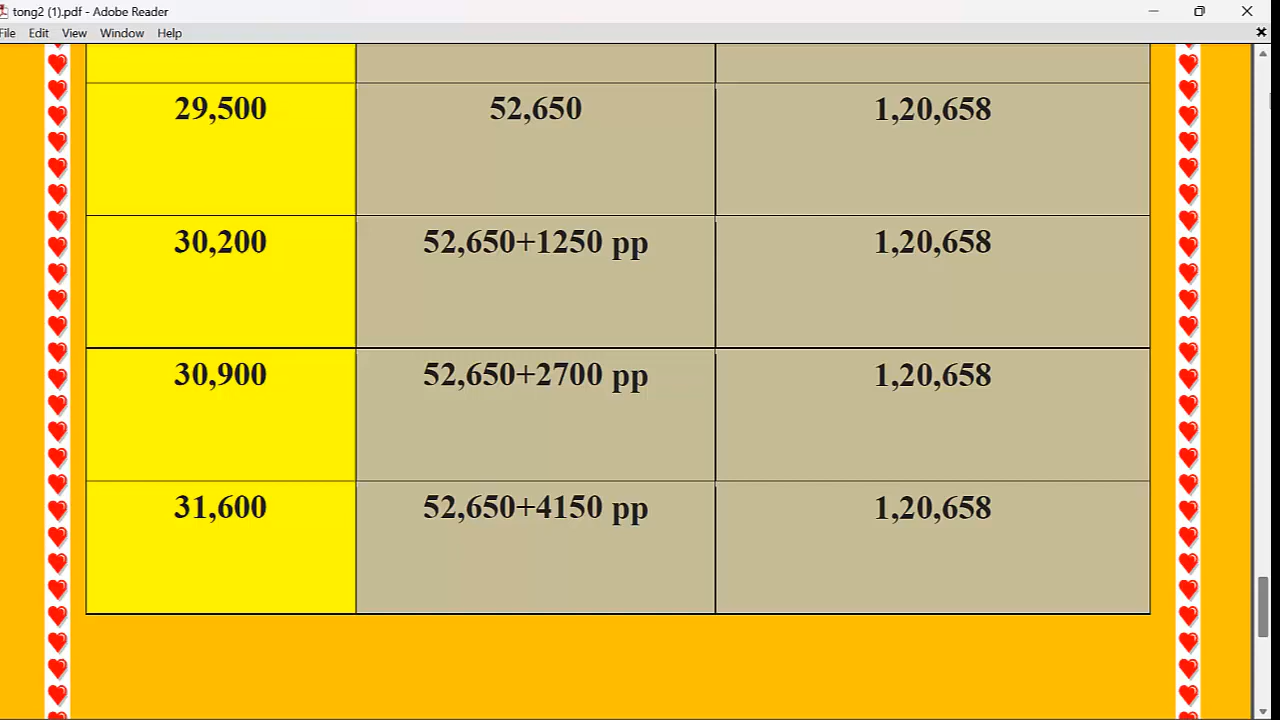 tong2 (1).pdf - Adobe Reader
File Edit View Window Help
29,500 52,650 1,20,658
30,200 52,650+1250 pp 1,20,658
30,900 52,650+2700 pp 1,20,658
31,600 52,650+4150 pp 1,20,658